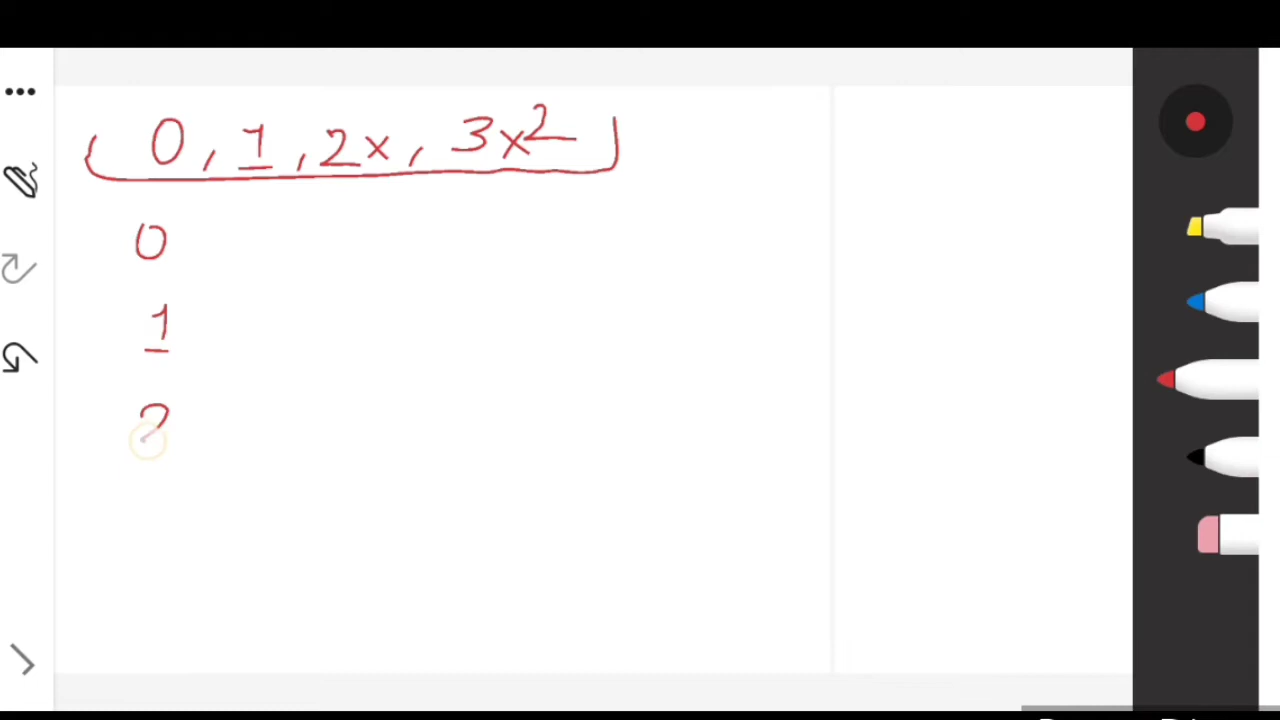 0, 1, 2x, 3x²
0
1
2